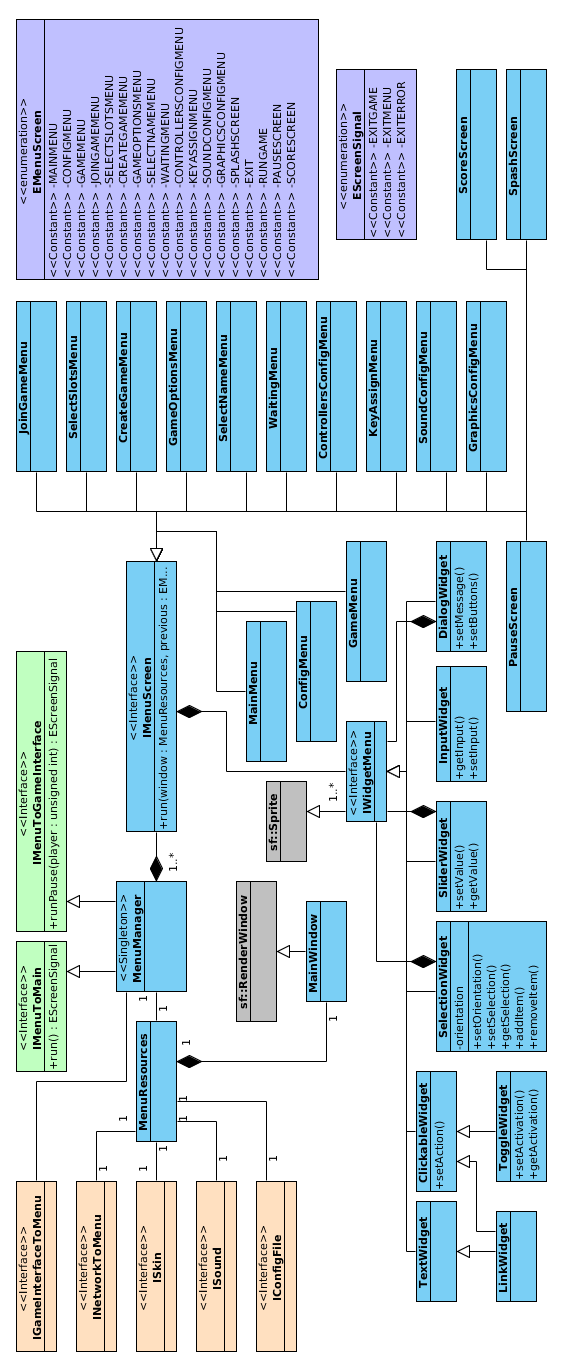 <<enumeration>>
EMenuScreen
<<Constant>> -MAINMENU
<<Constant>> -CONFIGMENU
<<Constant>> -GAMEMENU
<<Constant>> -JOINGAMEMENU
<<Constant>> -SELECTSLOTSMENU
<<Constant>> -CREATEGAMEMENU
<<Constant>> -GAMEOPTIONSMENU
<<Constant>> -SELECTNAMEMENU
<<Constant>> -WAITINGMENU
<<Constant>> -CONTROLLERSCONFIGMENU
<<Constant>> -KEYASSIGNMENU
<<Constant>> -SOUNDCONFIGMENU
<<Constant>> -GRAPHICSCONFIGMENU
<<Constant>> -SPLASHSCREEN
<<Constant>> -EXIT
<<Constant>> -RUNGAME
<<Constant>> -PAUSESCREEN
<<Constant>> -SCORESCREEN
<<enumeration>>
EScreenSignal
<<Constant>> -EXITGAME
<<Constant>> -EXITMENU
<<Constant>> -EXITERROR
ScoreScreen
SpashScreen
JoinGameMenu
SelectSlotsMenu
CreateGameMenu
GameOptionsMenu
SelectNameMenu
WaitingMenu
ControllersConfigMenu
KeyAssignMenu
SoundConfigMenu
GraphicsConfigMenu
<<Interface>>
IMenuToGameInterface
+runPause(player : unsigned int) : EScreenSignal
<<Interface>>
IMenuScreen
+run(window : MenuResources, previous : EM...
MainMenu
ConfigMenu
GameMenu
DialogWidget
+setMessage()
+setButtons()
PauseScreen
InputWidget
+getInput()
+setInput()
<<Interface>>
IWidgetMenu
1..*
sf::Sprite
SliderWidget
+setValue()
+getValue()
1..*
<<Interface>>
IMenuToMain
+run() : EScreenSignal
<<Singleton>>
MenuManager
sf::RenderWindow
MainWindow
SelectionWidget
-orientation
+setOrientation()
+setSelection()
+getSelection()
+addItem()
+removeItem()
1
1
1
1
MenuResources
1
1
1
1
1
1
1
1
ClickableWidget
+setAction()
ToggleWidget
+setActivation()
+getActivation()
<<Interface>>
IGameInterfaceToMenu
<<Interface>>
INetworkToMenu
<<Interface>>
ISkin
<<Interface>>
ISound
<<Interface>>
IConfigFile
TextWidget
LinkWidget